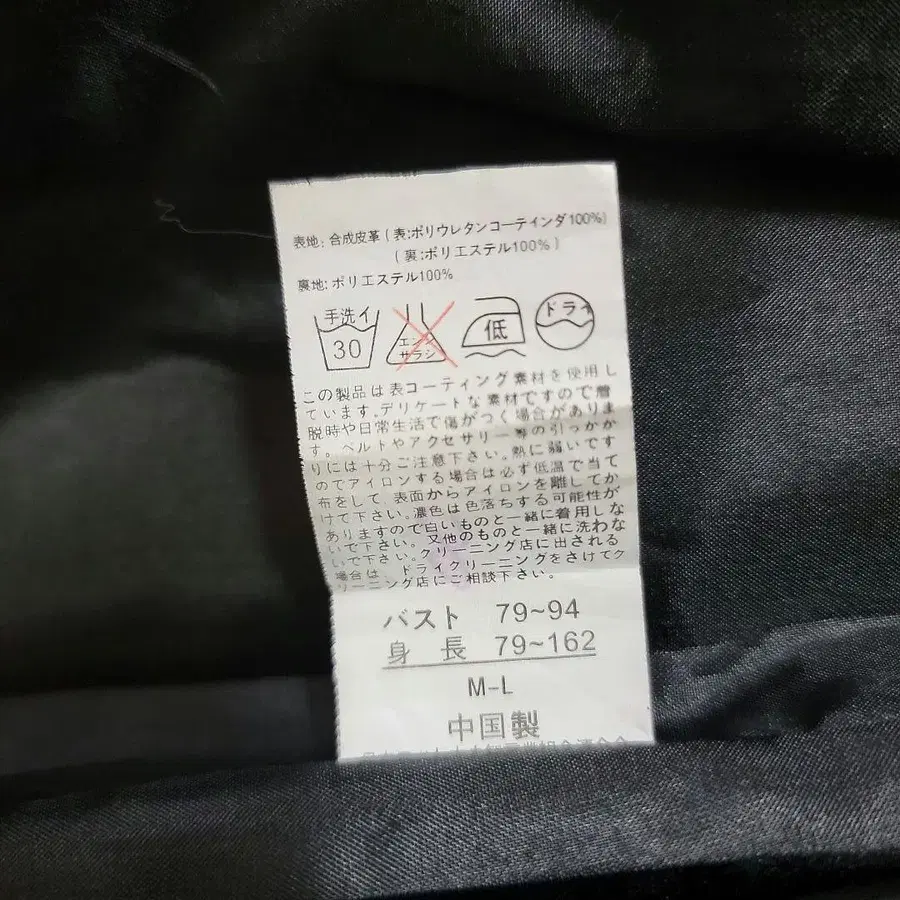 表地: 合成皮革 ( 表:ポリウレタンコーティンダ100%)
( 裏:ポリエステル100% )
裏地: ポリエステル100%
手洗イ
30
エンソ
サラシ
低
ドライ
この製品は表コーティング素材を使用し
ています.デリケートな素材ですので着
脱時や日常生活で傷がつく場合がありま
す。ベルトやアクセサリー等の引っかか
りには十分ご注意下さい。熱に弱いです
のでアイロンする場合は必ず低温で当て
布をして、表面からアイロンを離してか
けて下さい。濃色は色落ちする可能性が
ありますので白いものと一緒に着用しな
いで下さい。又他のものと一緒に洗わな
いで下さい。クリーニング店に出される
場合は、ドライクリーニングをさけてク
リーニング店にご相談下さい。
バスト 79~94
身 長 79~162
M-L
中国製